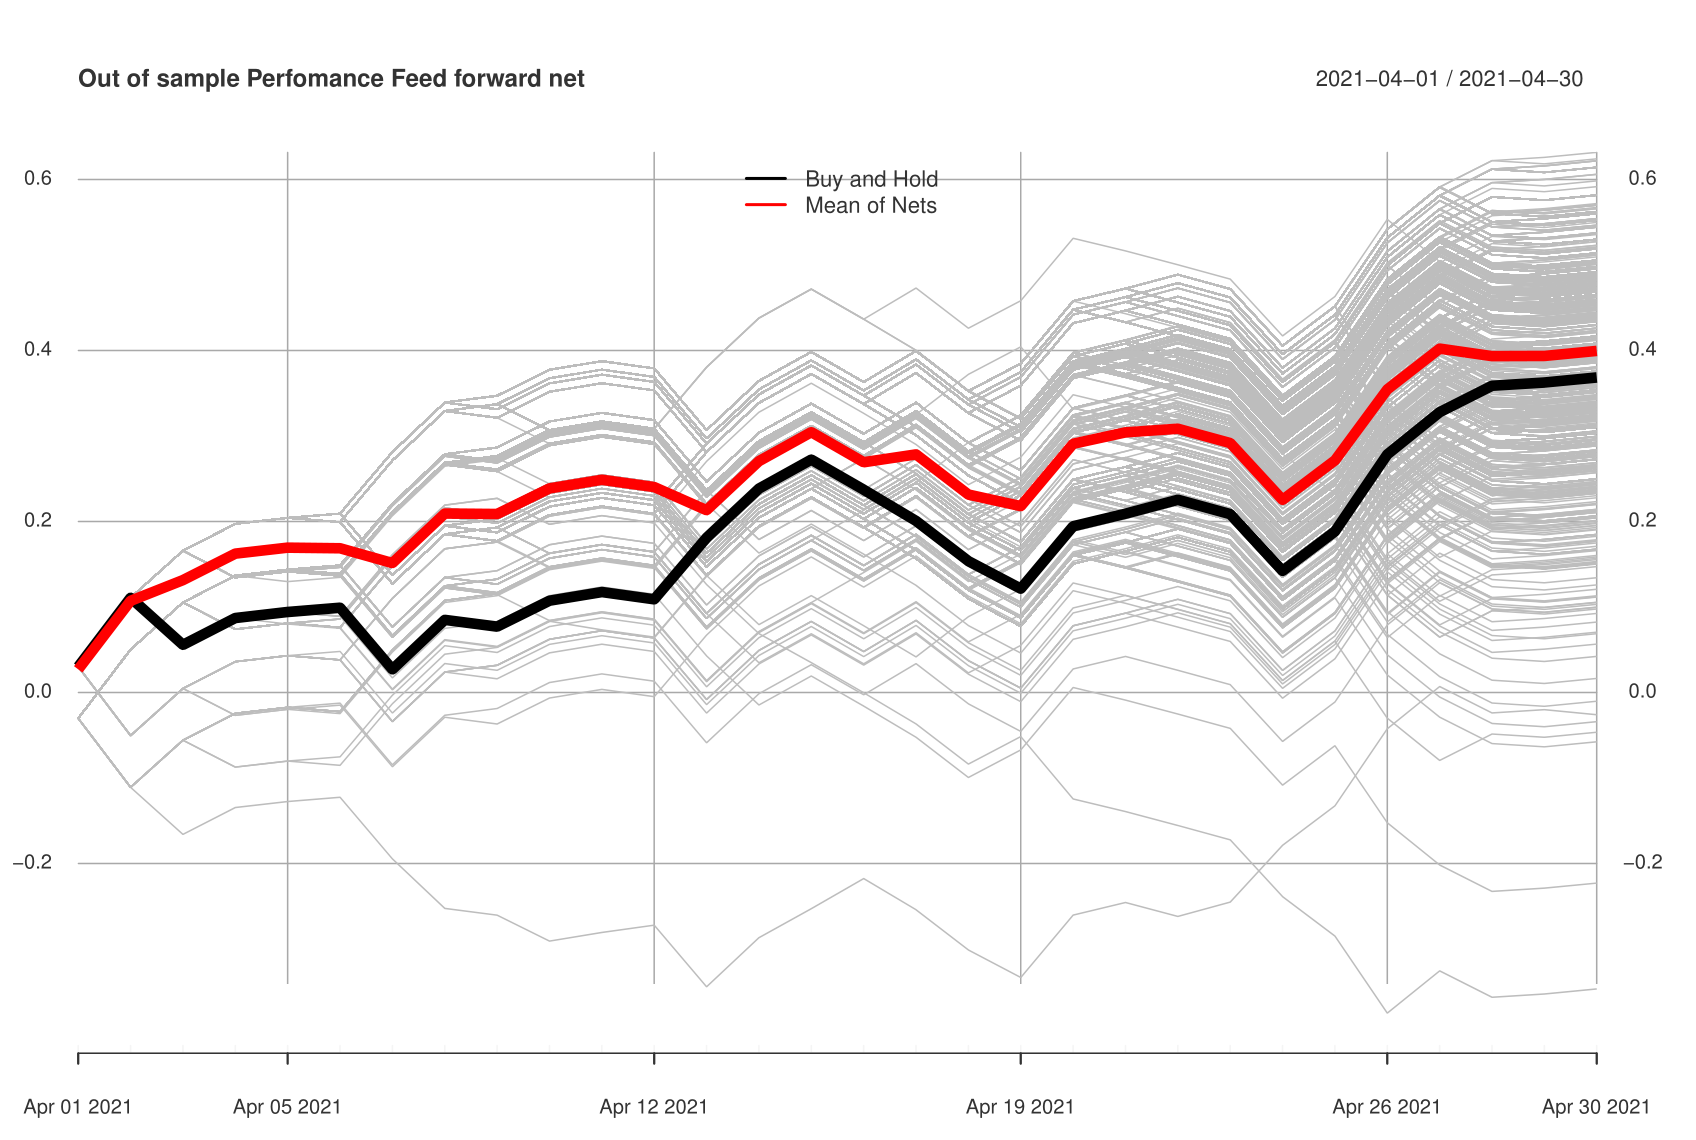 Out of sample Perfomance Feed forward net
2021−04−01 / 2021−04−30
Buy and Hold
Mean of Nets
0.6
0.4
0.2
0.0
−0.2
0.6
0.4
0.2
0.0
−0.2
Apr 01 2021
Apr 05 2021
Apr 12 2021
Apr 19 2021
Apr 26 2021
Apr 30 2021